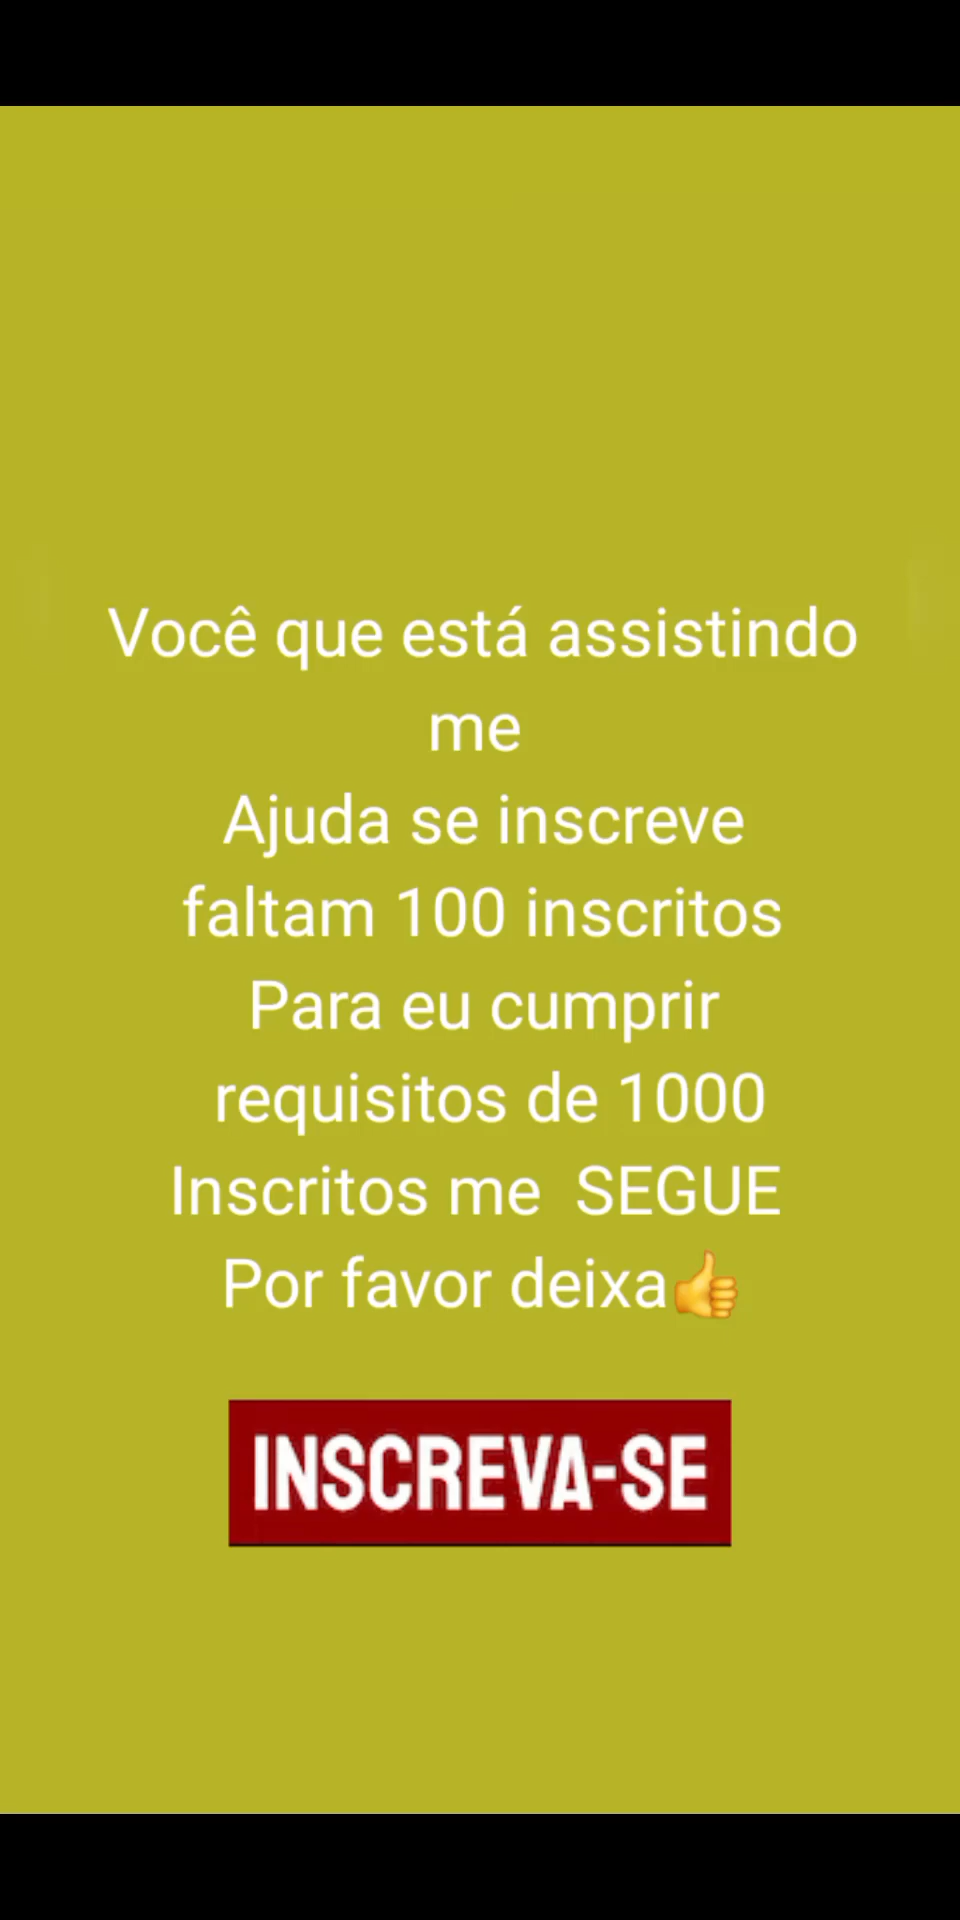 Você que está assistindo
me
Ajuda se inscreve
faltam 100 inscritos
Para eu cumprir
requisitos de 1000
Inscritos me  SEGUE
Por favor deixa👍
INSCREVA-SE